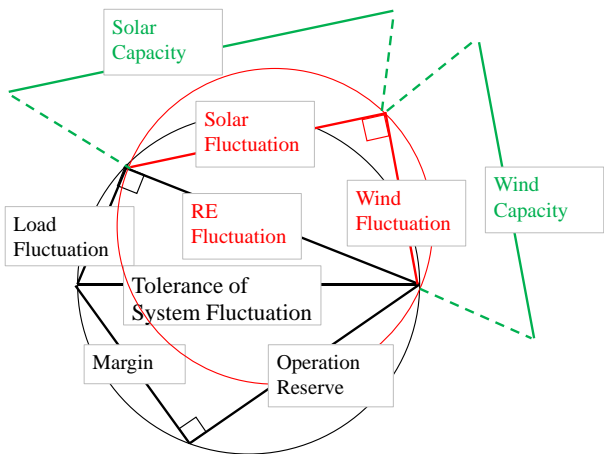 Solar
Capacity
Solar
Fluctuation
Wind
Capacity
RE
Fluctuation
Wind
Fluctuation
Load
Fluctuation
Tolerance of
System Fluctuation
Margin
Operation
Reserve